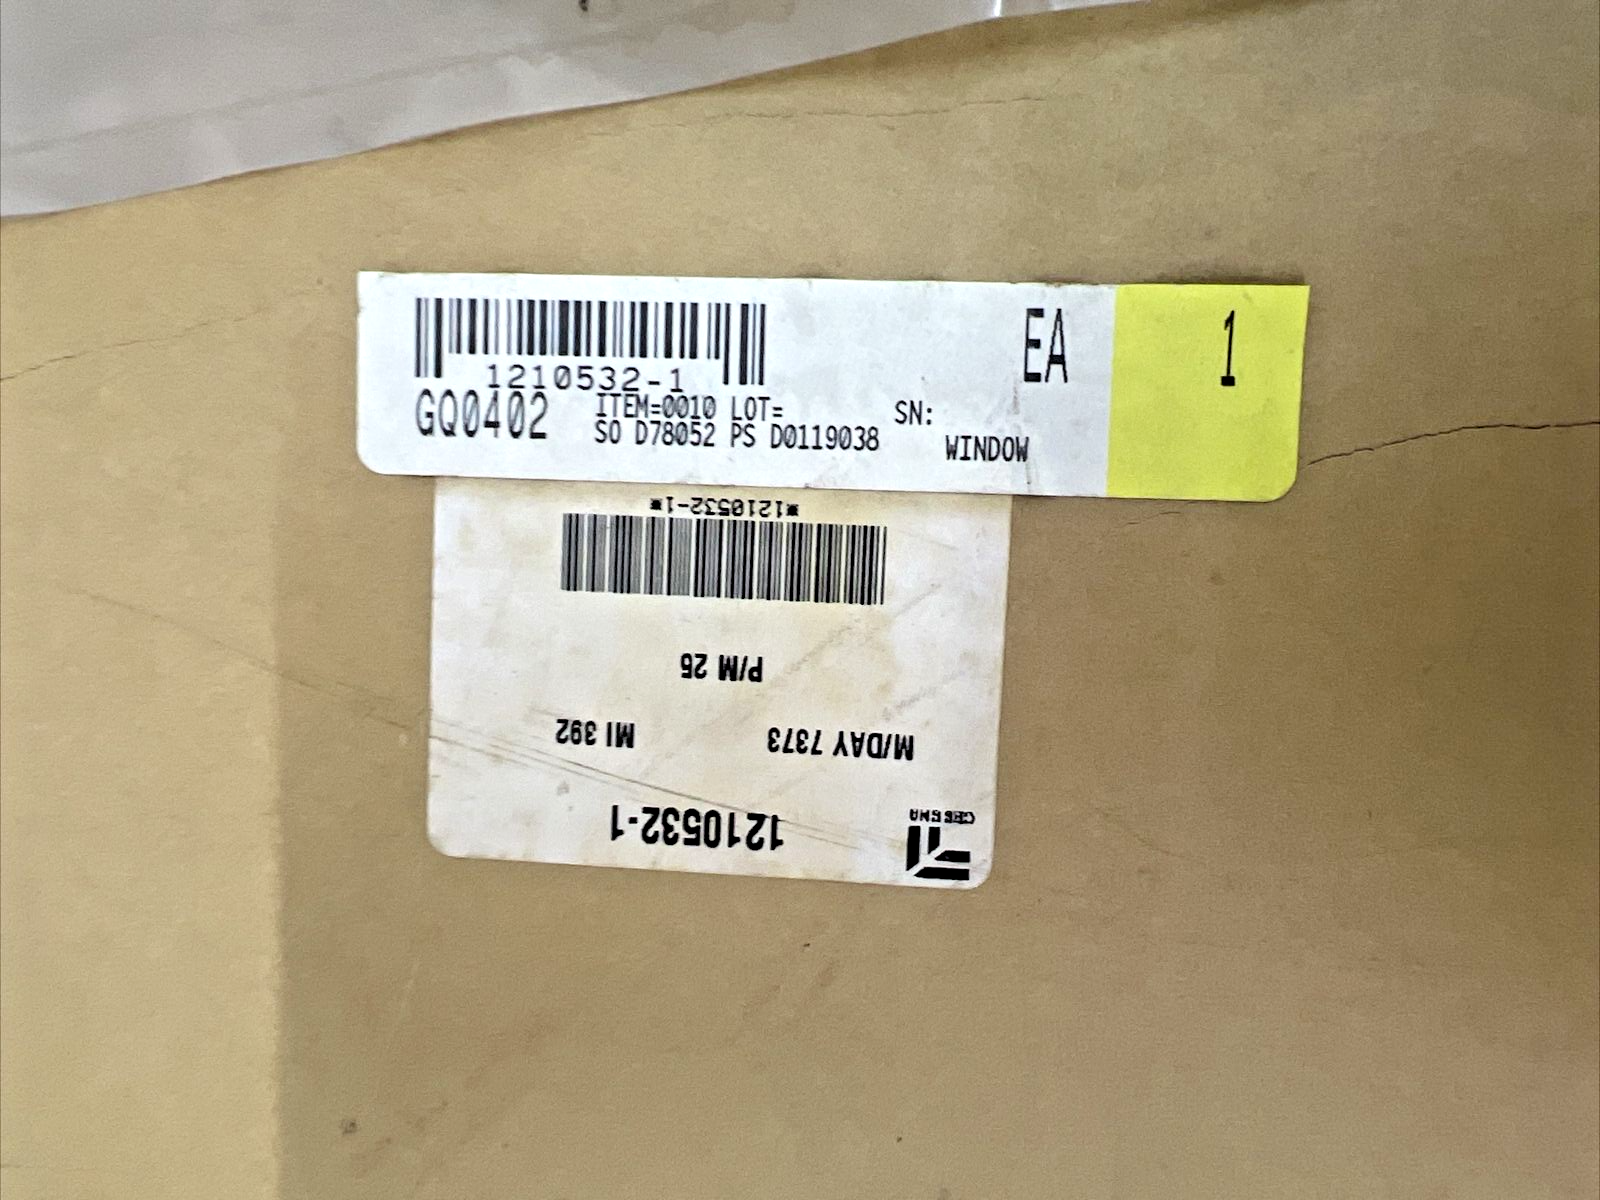 1210532-1
EA
1
GQ0402
ITEM=0010 LOT=
SN:
SO D78052 PS D0119038
WINDOW
CESSNA
1210532-1
M/DAY 7373
MI 392
P/M 25
*1210532-1*